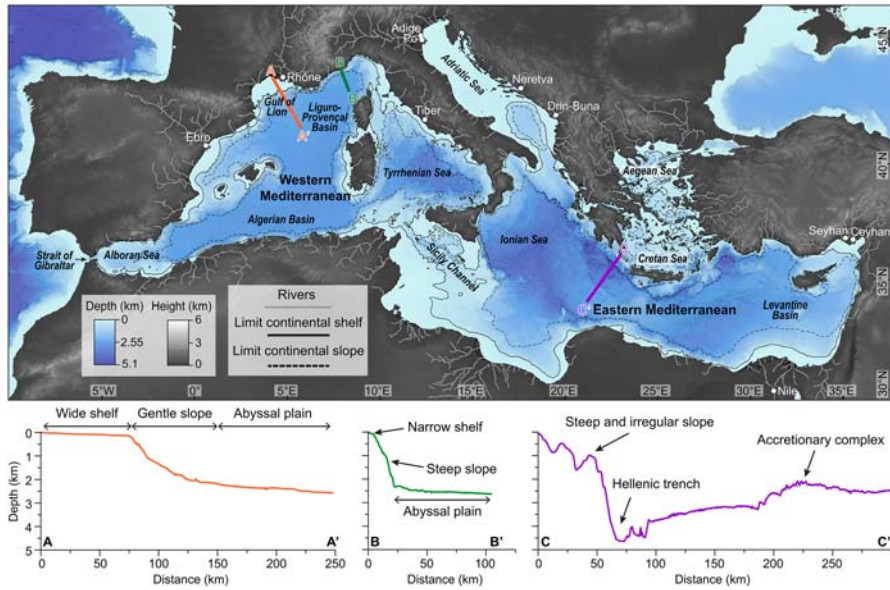 Adige
Po
45°N
A
Rhône
B
Adriatic Sea
Neretva
Gulf of
Lion
Liguro-
Provençal
Basin
B'
Drin-Buna
Tiber
Ebro
A'
40°N
Western
Mediterranean
Tyrrhenian Sea
Aegean Sea
Algerian Basin
Ionian Sea
Seyhan
Ceyhan
Strait of
Gibraltar
Alboran Sea
Sicily Channel
C
Cretan Sea
35°N
C'
Eastern Mediterranean
Levantine
Basin
Depth (km)
0
2.55
5.1
Height (km)
6
3
0
Rivers
Limit continental shelf
Limit continental slope
30°N
Nile
5°W
0°
5°E
10°E
15°E
20°E
25°E
30°E
35°E
Wide shelf
Gentle slope
Abyssal plain
Depth (km)
0
1
2
3
4
5
A
A'
0
50
100
150
200
250
Distance (km)
Narrow shelf
Steep slope
Abyssal plain
B
B'
0
50
100
Distance (km)
Steep and irregular slope
Accretionary complex
Hellenic trench
C
C'
0
50
100
150
200
250
300
Distance (km)